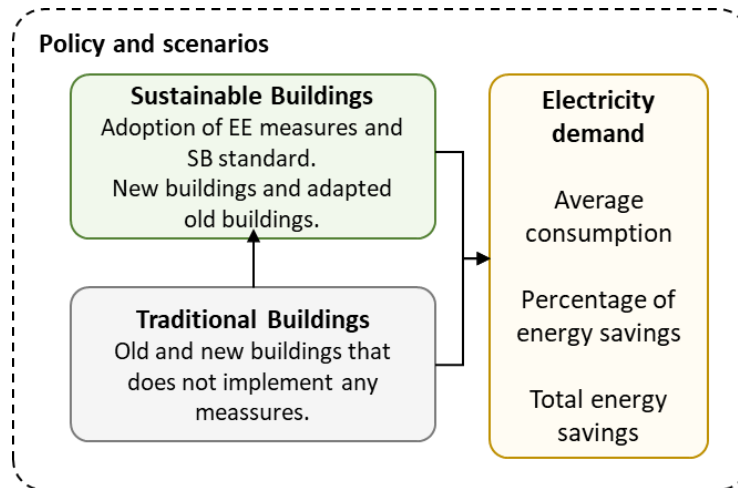 Policy and scenarios
Sustainable Buildings
Adoption of EE measures and
SB standard.
New buildings and adapted
old buildings.
Traditional Buildings
Old and new buildings that
does not implement any
meassures.
Electricity
demand
Average
consumption
Percentage of
energy savings
Total energy
savings